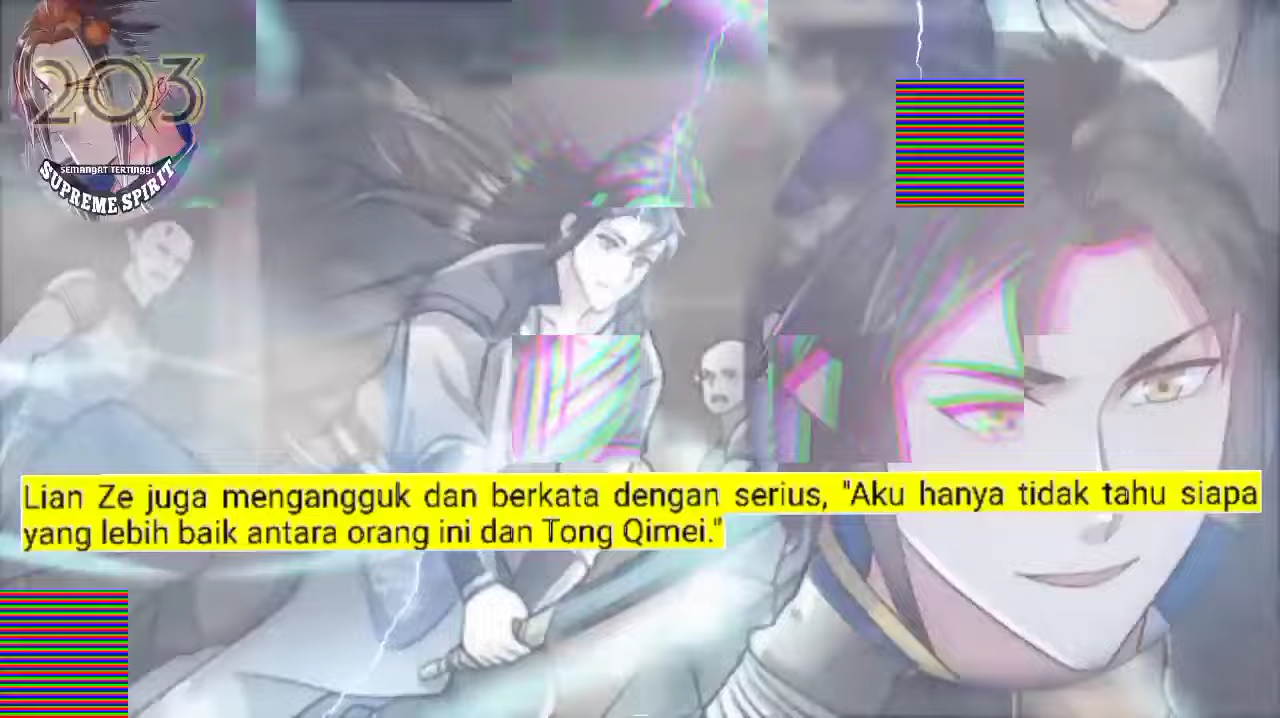 203
SEMANGAT TERTINGGI
SUPREME SPIRIT
Lian Ze juga mengangguk dan berkata dengan serius, "Aku hanya tidak tahu siapa
yang lebih baik antara orang ini dan Tong Qimei."